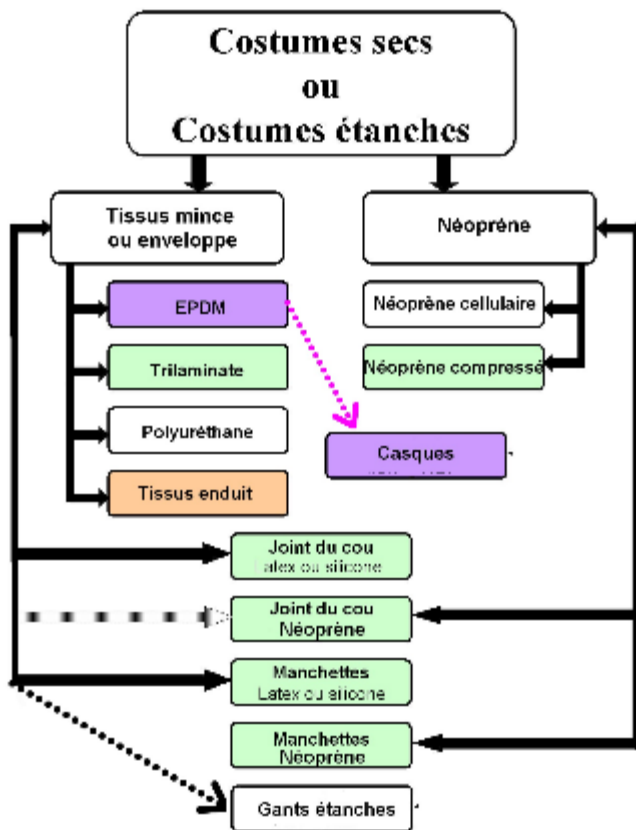 Costumes secs
ou
Costumes étanches
Tissus mince
ou enveloppe
Néoprène
EPDM
Néoprène cellulaire
Trilaminate
Néoprène compressé
Polyuréthane
Casques
Tissus enduit
Joint du cou
Latex ou silicone
Joint du cou
Néoprène
Manchettes
Latex ou silicone
Manchettes
Néoprène
Gants étanches